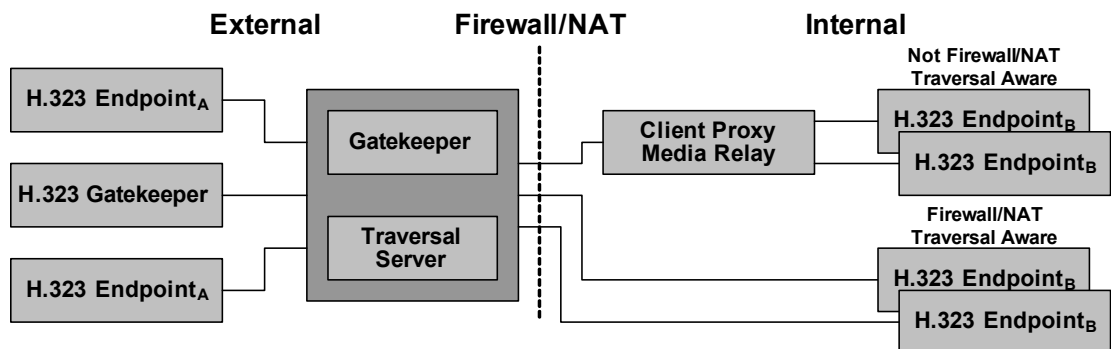 External
Firewall/NAT
Internal
Not Firewall/NAT
Traversal Aware
H.323 EndpointA
H.323 Gatekeeper
H.323 EndpointA
Gatekeeper
Traversal
Server
Client Proxy
Media Relay
H.323 EndpointB
H.323 EndpointB
Firewall/NAT
Traversal Aware
H.323 EndpointB
H.323 EndpointB